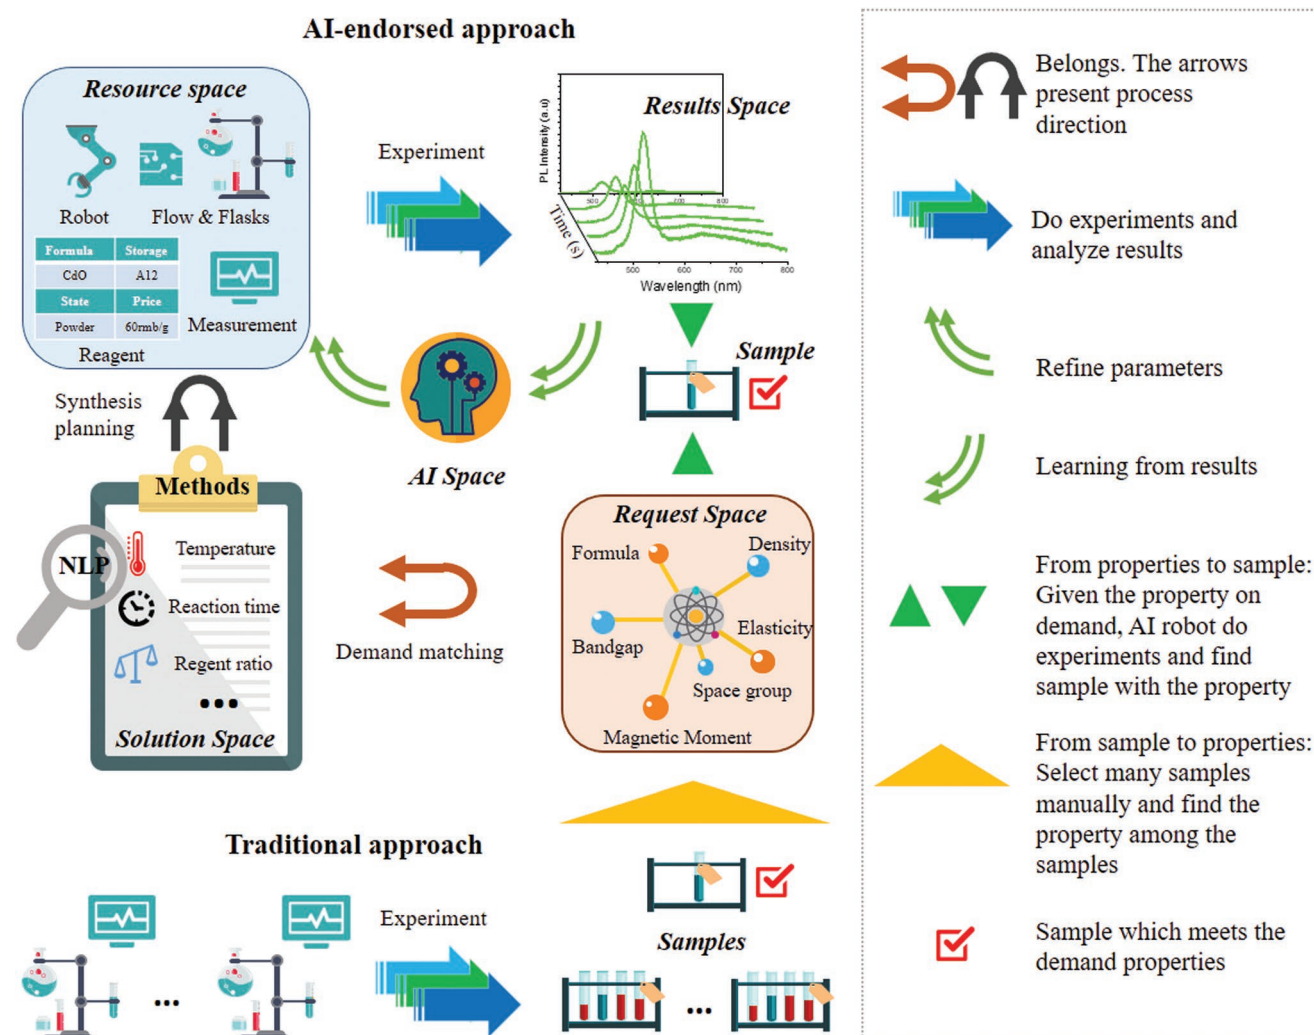 AI-endorsed approach
Resource space
Robot
Flow & Flasks
Formula Storage
CdO A12
State Price
Powder 60rmb/g
Reagent
Measurement
Experiment
Results Space
PL Intensity (a.u)
Time (s)
500 600 700 800
Wavelength (nm)
Sample
AI Space
Synthesis
planning
Methods
NLP
Temperature
Reaction time
Regent ratio
...
Solution Space
Demand matching
Request Space
Formula
Density
Bandgap
Elasticity
Space group
Magnetic Moment
Traditional approach
...
Experiment
Samples
...
Belongs. The arrows
present process
direction
Do experiments and
analyze results
Refine parameters
Learning from results
From properties to sample:
Given the property on
demand, AI robot do
experiments and find
sample with the property
From sample to properties:
Select many samples
manually and find the
property among the
samples
Sample which meets the
demand properties